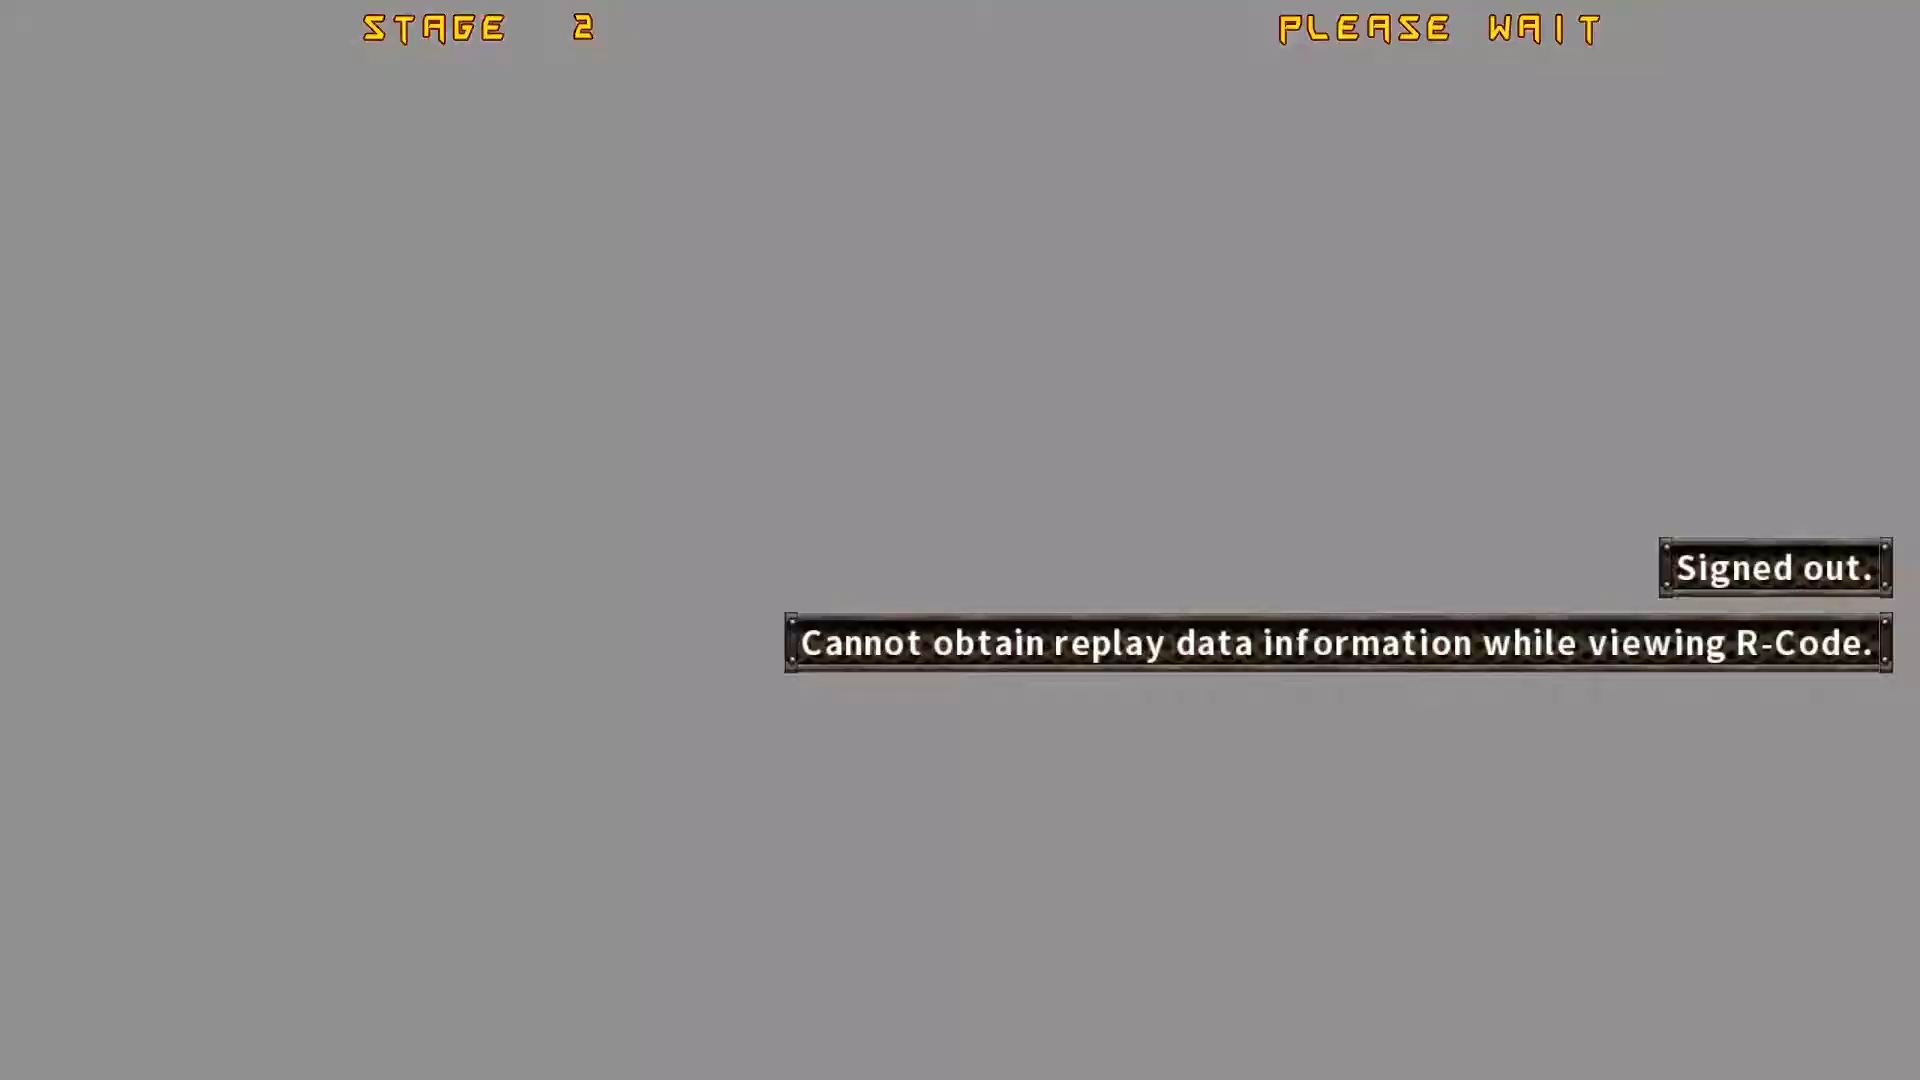 STAGE 2 PLEASE WAIT
Signed out.
Cannot obtain replay data information while viewing R-Code.